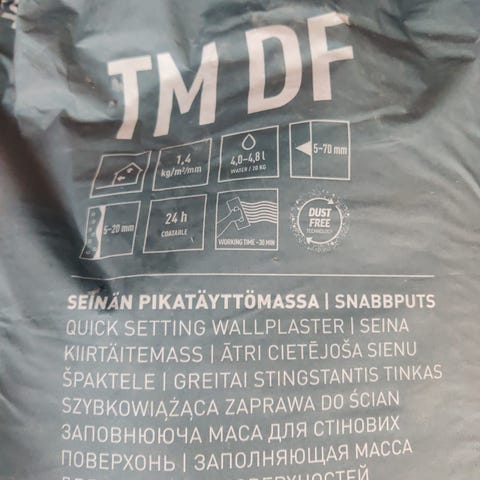 TM DF
1,4
kg/m²/mm
4,0-4,8 l
WATER / 20 KG
5-70 mm
5-20 mm
24 h
COATABLE
WORKING TIME ~30 MIN
DUST
FREE
TECHNOLOGY
SEINÄN PIKATÄYTTÖMASSA | SNABBPUTS
QUICK SETTING WALLPLASTER | SEINA
KIIRTÄITEMASS | ĀTRI CIETĒJOŠA SIENU
ŠPAKTELE | GREITAI STINGSTANTIS TINKAS
SZYBKOWIĄŻĄCA ZAPRAWA DO ŚCIAN
ЗАПОВНЮЮЧА МАСА ДЛЯ СТІНОВИХ
ПОВЕРХОНЬ | ЗАПОЛНЯЮЩАЯ МАССА